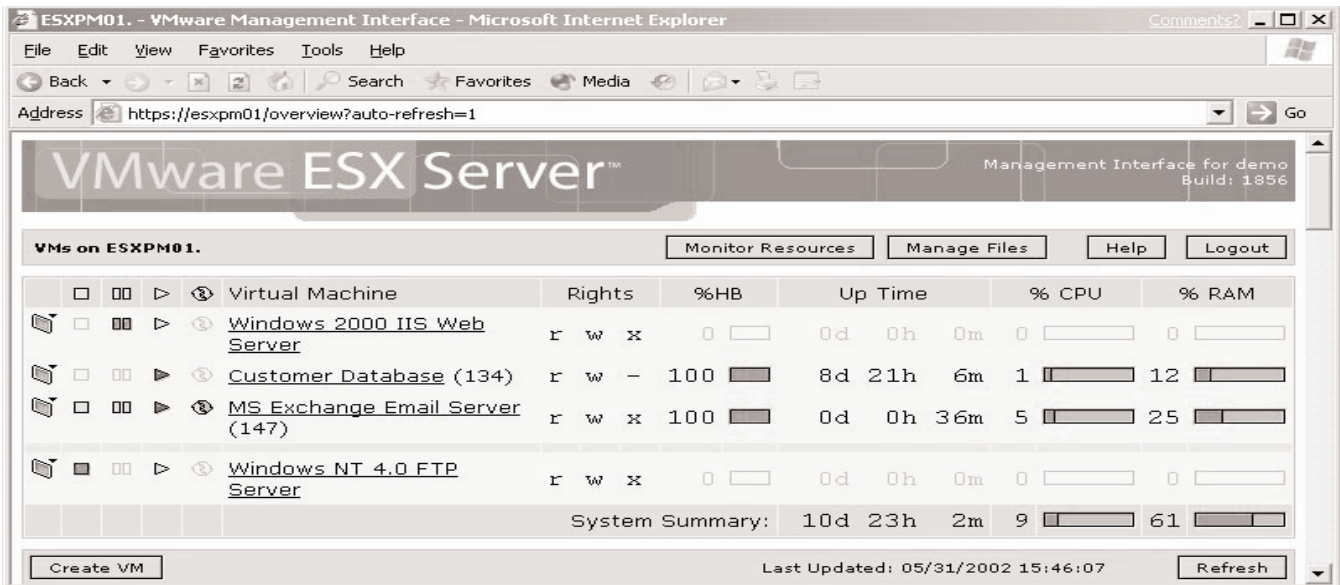 ESXPM01. - VMware Management Interface - Microsoft Internet Explorer Comments?
File Edit View Favorites Tools Help
Back Search Favorites Media
Address https://esxpm01/overview?auto-refresh=1 Go
VMware ESX Server™
Management Interface for demo
Build: 1856
VMs on ESXPM01. Monitor Resources Manage Files Help Logout
Virtual Machine Rights %HB Up Time % CPU % RAM
Windows 2000 IIS Web Server r w x 0 0d 0h 0m 0 0
Customer Database (134) r w – 100 8d 21h 6m 1 12
MS Exchange Email Server (147) r w x 100 0d 0h 36m 5 25
Windows NT 4.0 FTP Server r w x 0 0d 0h 0m 0 0
System Summary: 10d 23h 2m 9 61
Create VM Last Updated: 05/31/2002 15:46:07 Refresh